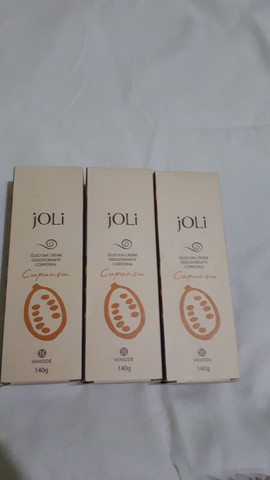 jOLi
ÓLEO EM CREME
DESODORANTE
CORPORAL
Cupuaçu
HINODE
140g
jOLi
ÓLEO EM CREME
DESODORANTE
CORPORAL
Cupuaçu
HINODE
140g
jOLi
ÓLEO EM CREME
DESODORANTE
CORPORAL
Cupuaçu
HINODE
140g